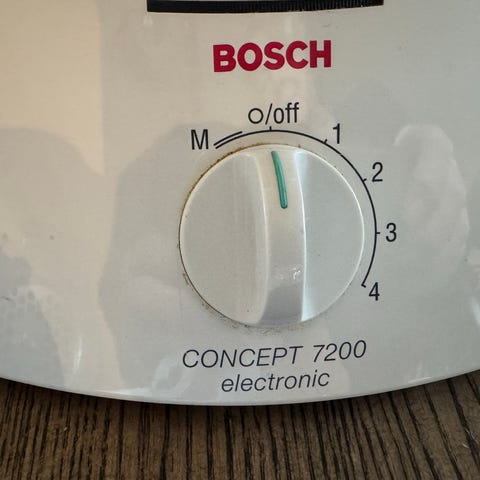 BOSCH
O/off
M
1
2
3
4
CONCEPT 7200
electronic